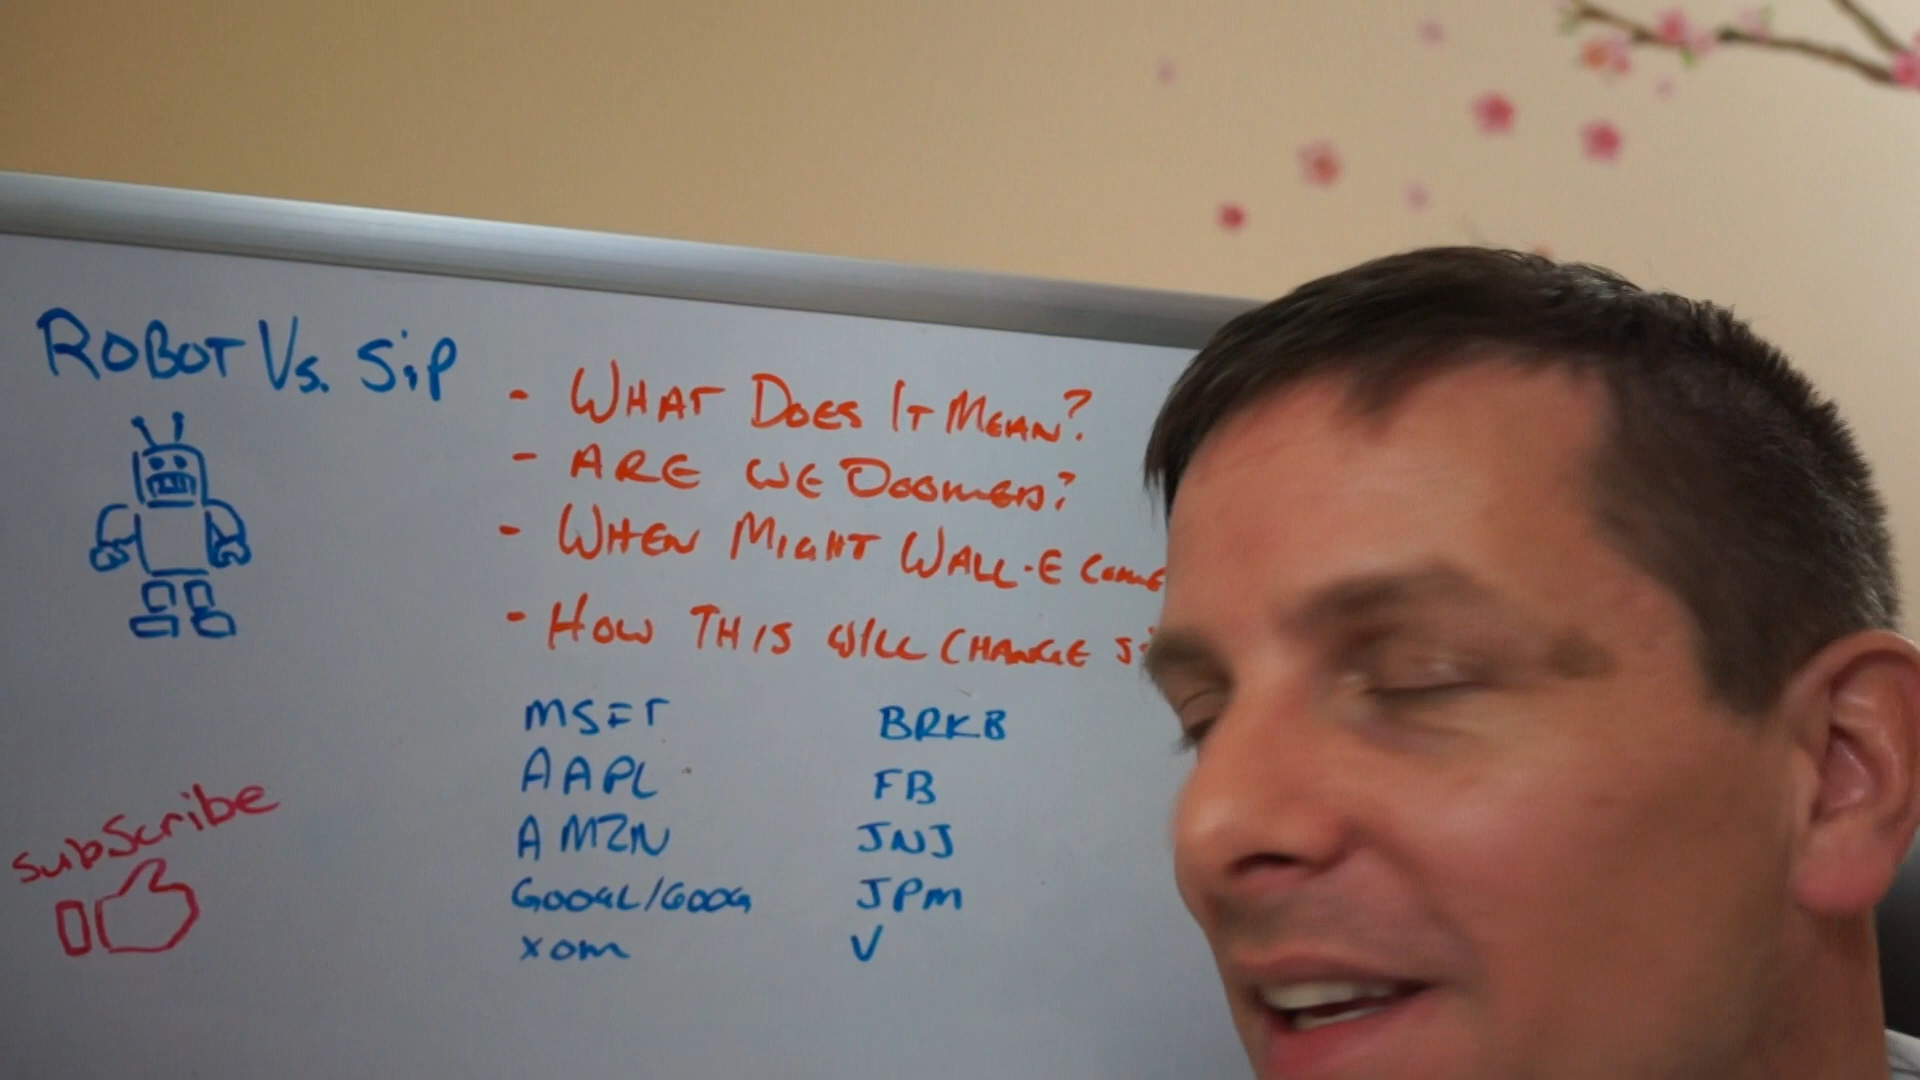 ROBOT Vs. SiP
- WHAT DOES IT MEAN?
- ARE WE DOOMED?
- WHEN MIGHT WALL-E COME
- HOW THIS WILL CHANGE
MSFT
AAPL
AMZN
GOOGL/GOOG
XOM
BRKB
FB
JNJ
JPM
V
SubScribe